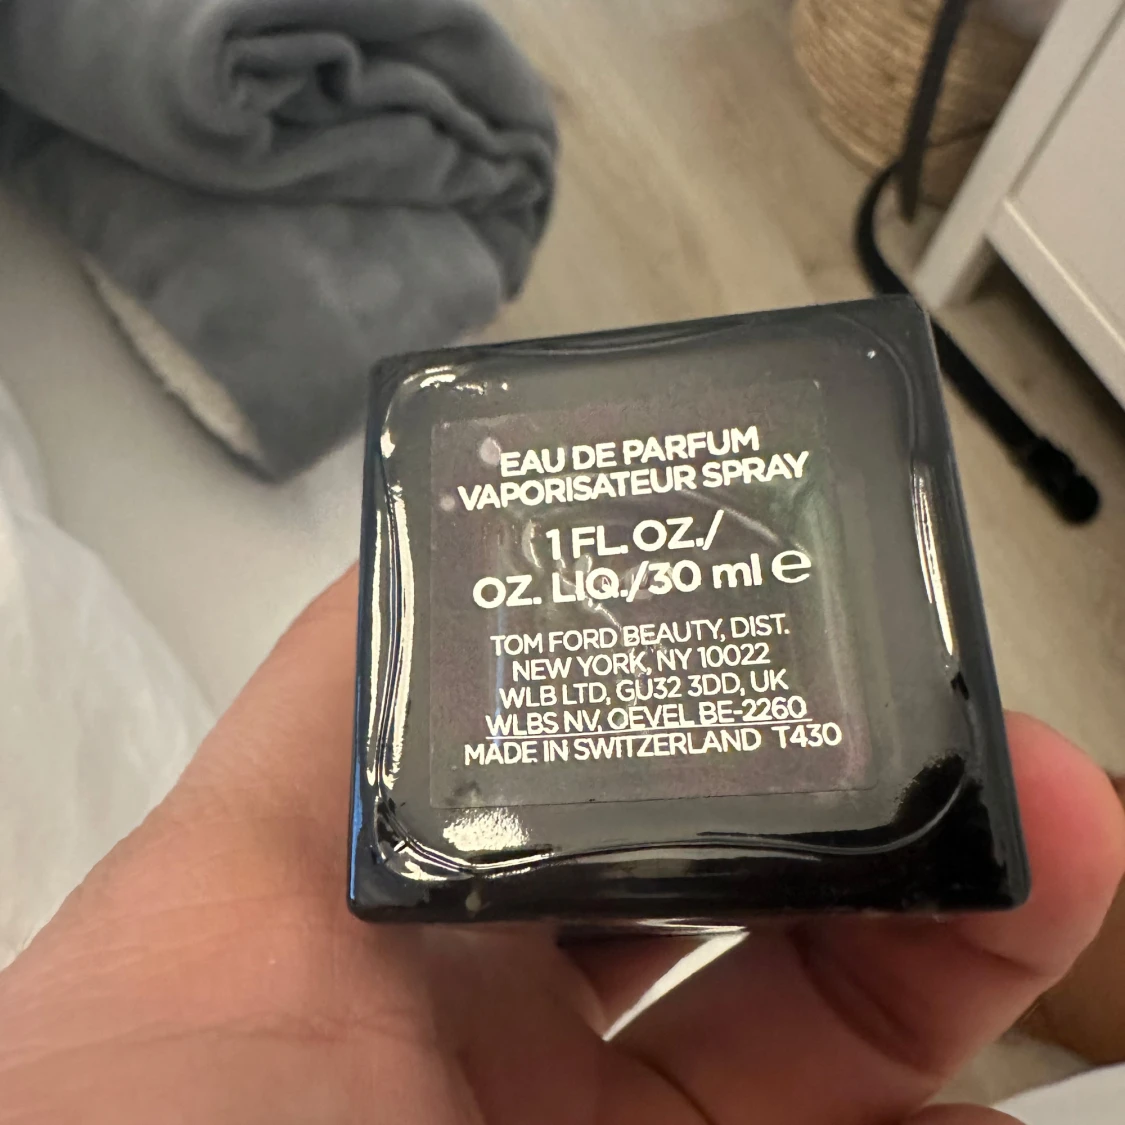 EAU DE PARFUM
VAPORISATEUR SPRAY
1 FL. OZ./
OZ. LIQ./30 ml e
TOM FORD BEAUTY, DIST.
NEW YORK, NY 10022
WLB LTD, GU32 3DD, UK
WLBS NV, OEVEL BE-2260
MADE IN SWITZERLAND T430